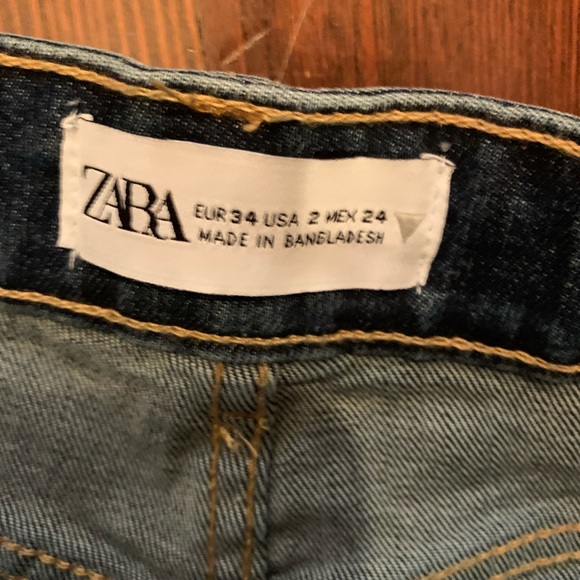 ZARA
EUR 34 USA 2 MEX 24
MADE IN BANGLADESH